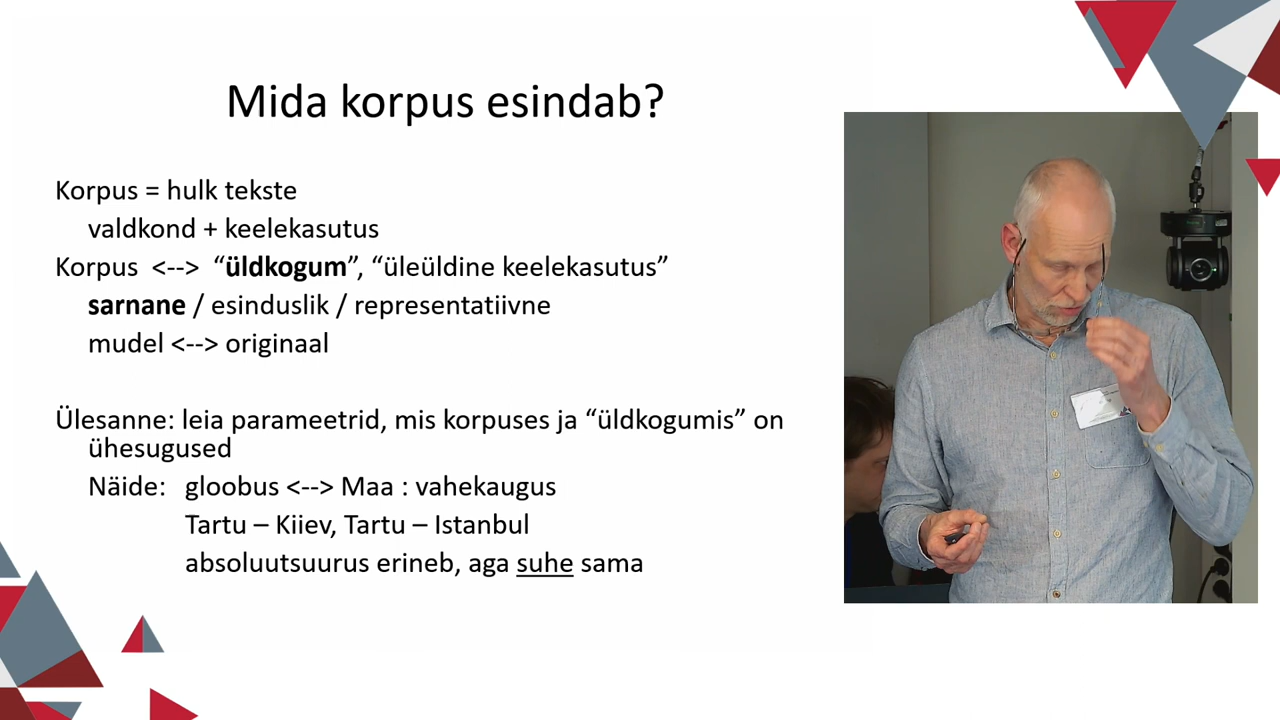 Mida korpus esindab?
Korpus = hulk tekste
valdkond + keelekasutus
Korpus <--> “üldkogum”, “üleüldine keelekasutus”
sarnane / esinduslik / representatiivne
mudel <--> originaal
Ülesanne: leia parameetrid, mis korpuses ja “üldkogumis” on
ühesugused
Näide: gloobus <--> Maa : vahekaugus
Tartu – Kiiev, Tartu – Istanbul
absoluutsuurus erineb, aga suhe sama